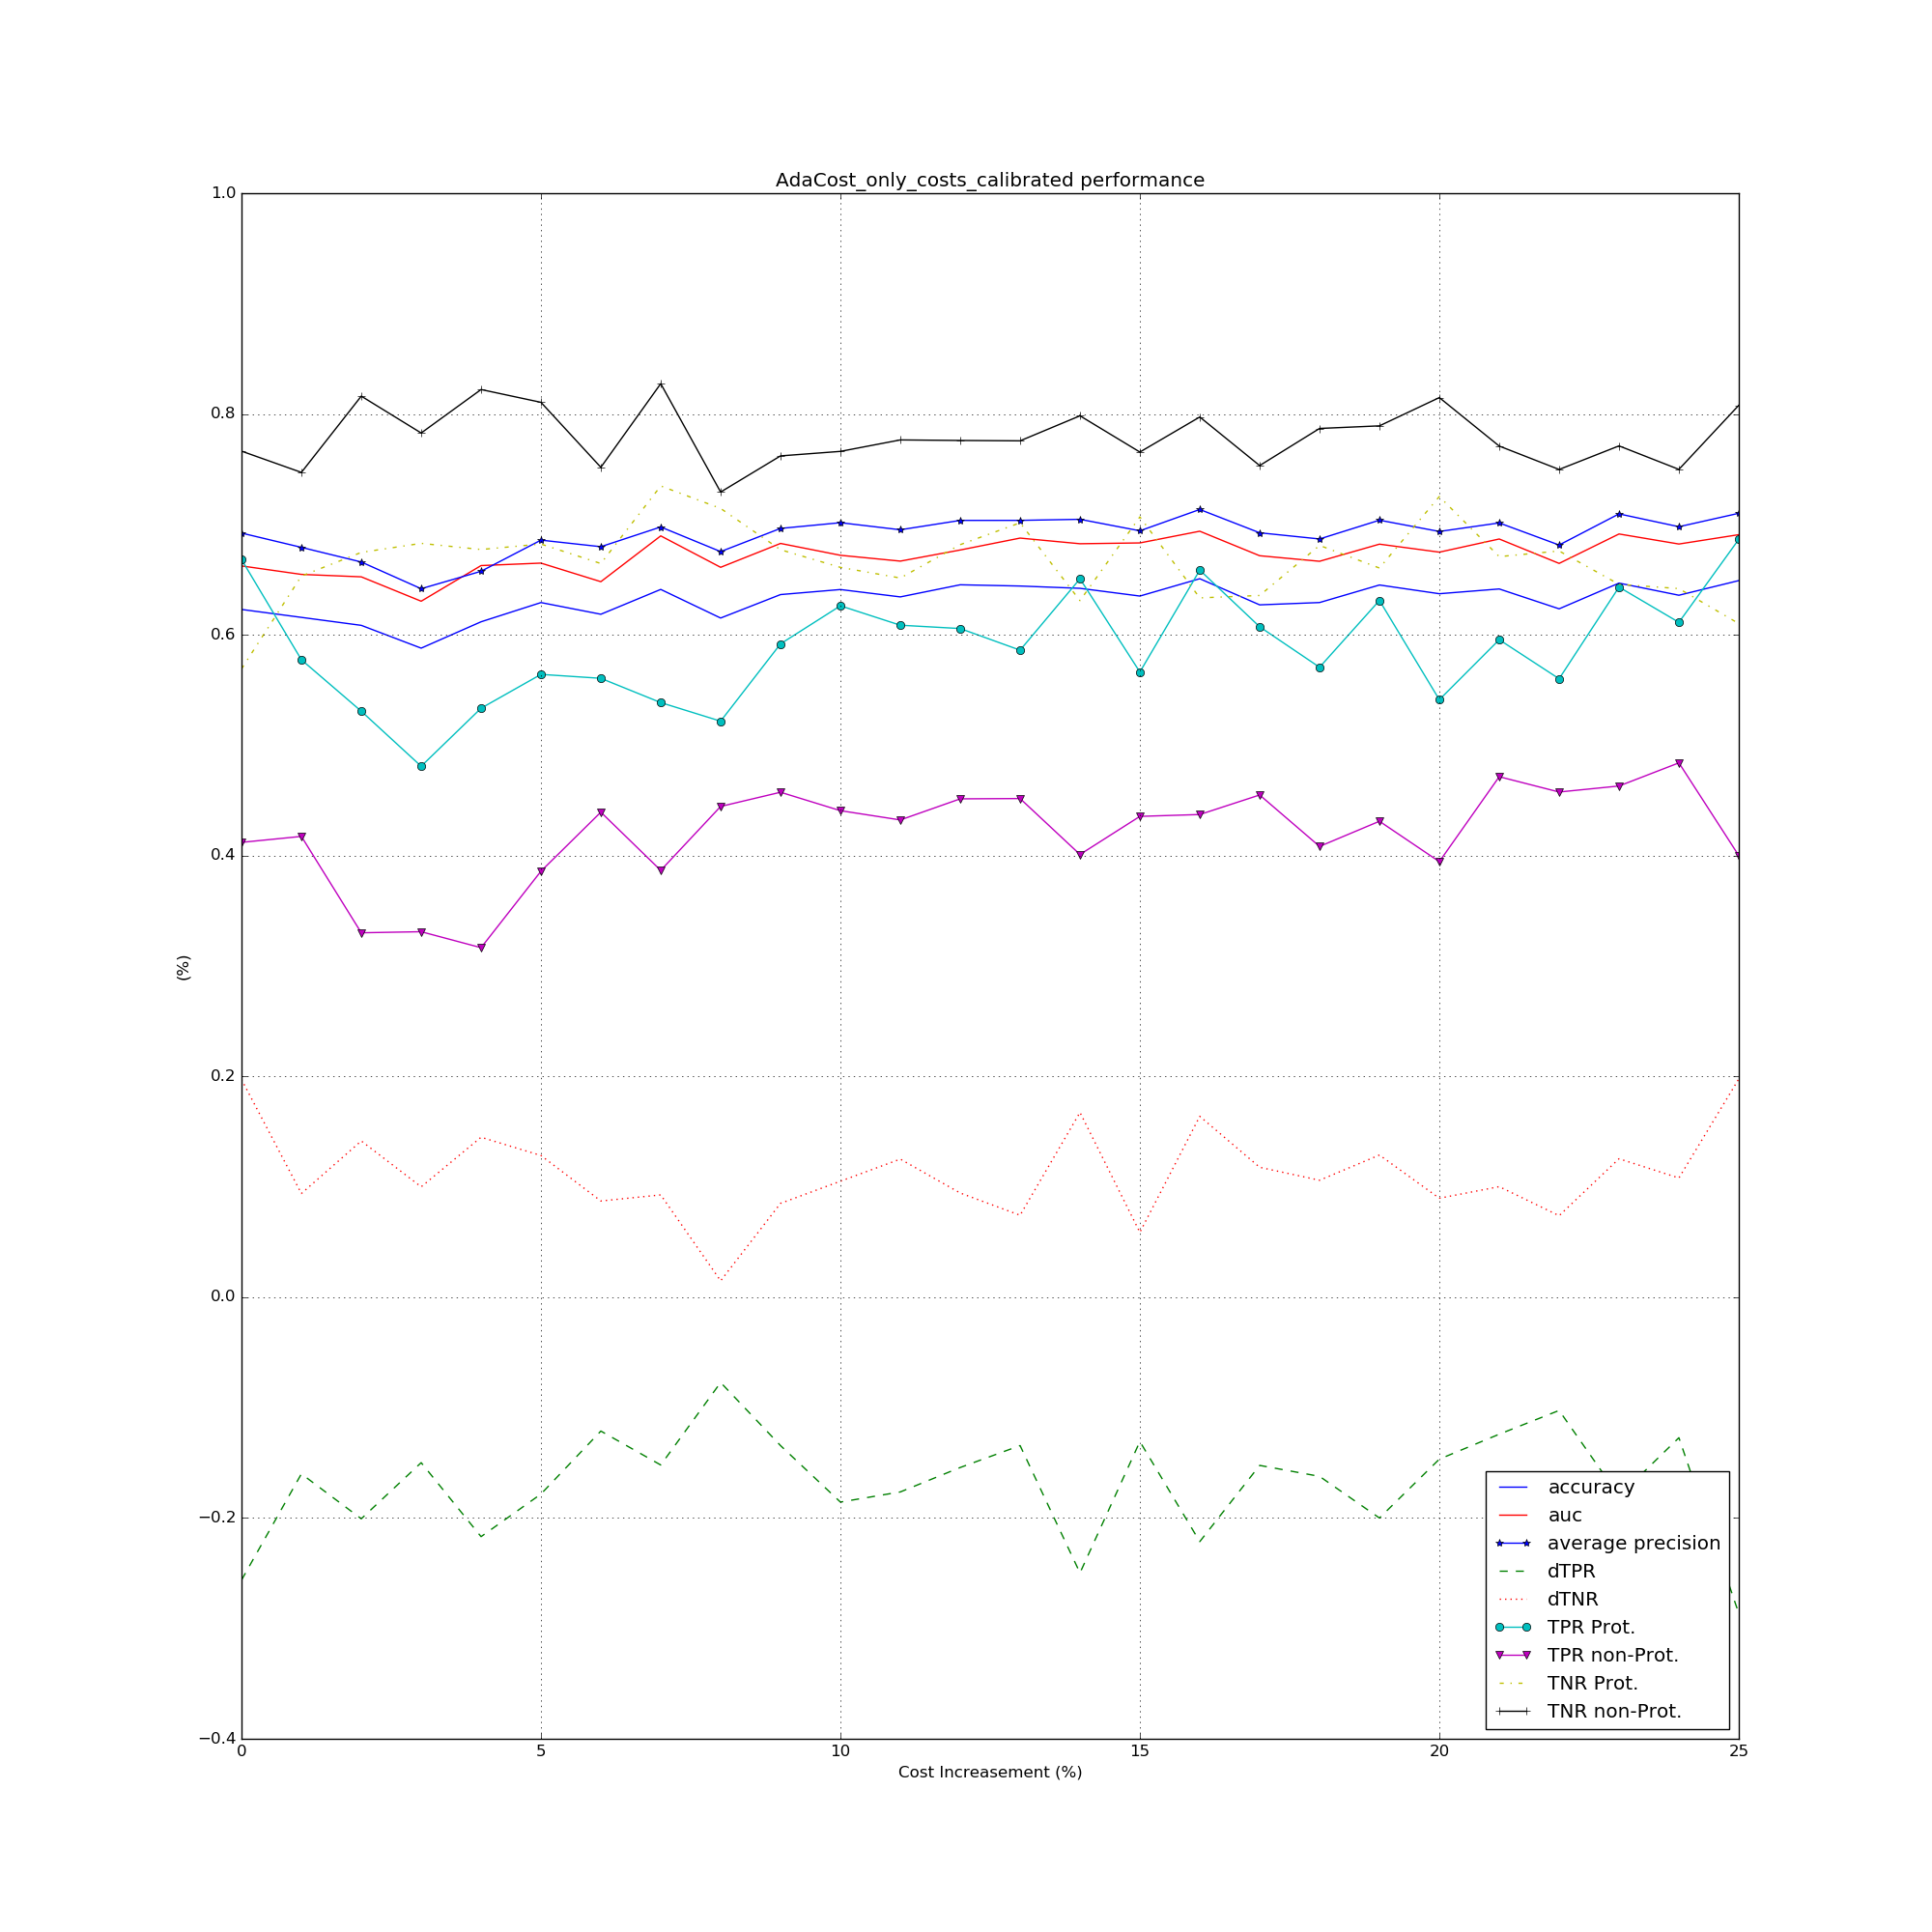 AdaCost_only_costs_calibrated performance
1.0
0.8
0.6
0.4
0.2
0.0
−0.2
−0.4
(%)
0 5 10 15 20 25
Cost Increasement (%)
accuracy
auc
average precision
dTPR
dTNR
TPR Prot.
TPR non-Prot.
TNR Prot.
TNR non-Prot.